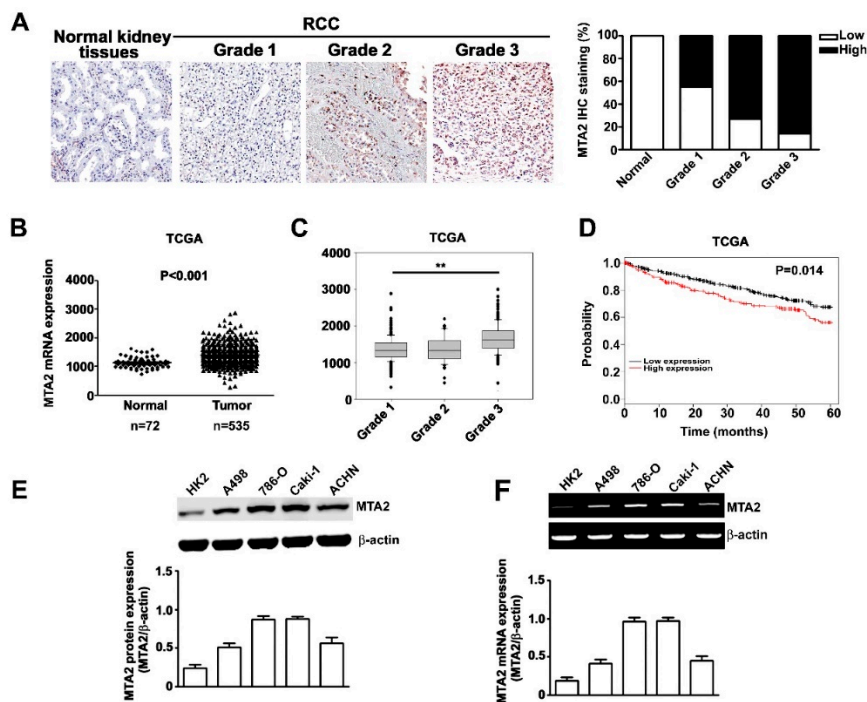 A
RCC
Normal kidney
tissues
Grade 1
Grade 2
Grade 3
MTA2 IHC staining (%)
100
80
60
40
20
0
Low
High
Normal
Grade 1
Grade 2
Grade 3
B
TCGA
P<0.001
MTA2 mRNA expression
4000
3000
2000
1000
0
Normal
Tumor
n=72
n=535
C
TCGA
**
4000
3000
2000
1000
0
Grade 1
Grade 2
Grade 3
D
TCGA
P=0.014
Probability
1.0
0.8
0.6
0.4
0.2
0.0
Low expression
High expression
0 10 20 30 40 50 60
Time (months)
E
HK2
A498
786-O
Caki-1
ACHN
MTA2
β-actin
MTA2 protein expression
(MTA2/β-actin)
1.5
1.0
0.5
0
F
HK2
A498
786-O
Caki-1
ACHN
MTA2
β-actin
MTA2 mRNA expression
(MTA2/β-actin)
1.5
1.0
0.5
0